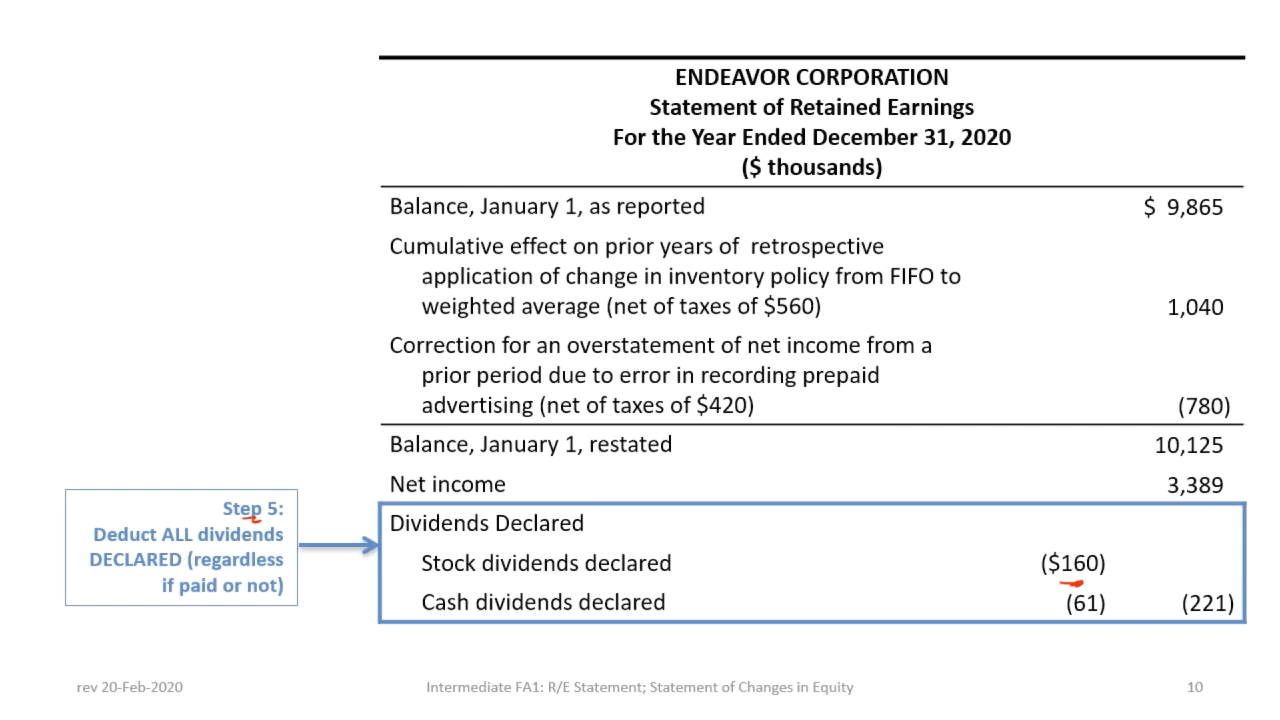 ENDEAVOR CORPORATION
Statement of Retained Earnings
For the Year Ended December 31, 2020
($ thousands)
Balance, January 1, as reported $ 9,865
Cumulative effect on prior years of retrospective
application of change in inventory policy from FIFO to
weighted average (net of taxes of $560) 1,040
Correction for an overstatement of net income from a
prior period due to error in recording prepaid
advertising (net of taxes of $420) (780)
Balance, January 1, restated 10,125
Net income 3,389
Step 5:
Deduct ALL dividends
DECLARED (regardless
if paid or not)
Dividends Declared
Stock dividends declared ($160)
Cash dividends declared (61) (221)
rev 20-Feb-2020 Intermediate FA1: R/E Statement; Statement of Changes in Equity 10